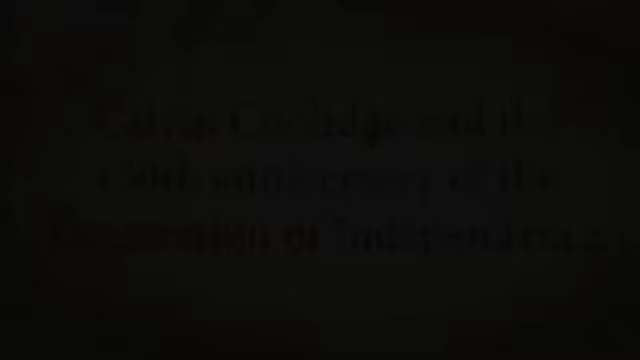 Calvin Coolidge and the
150th anniversary of the
Declaration of Independence